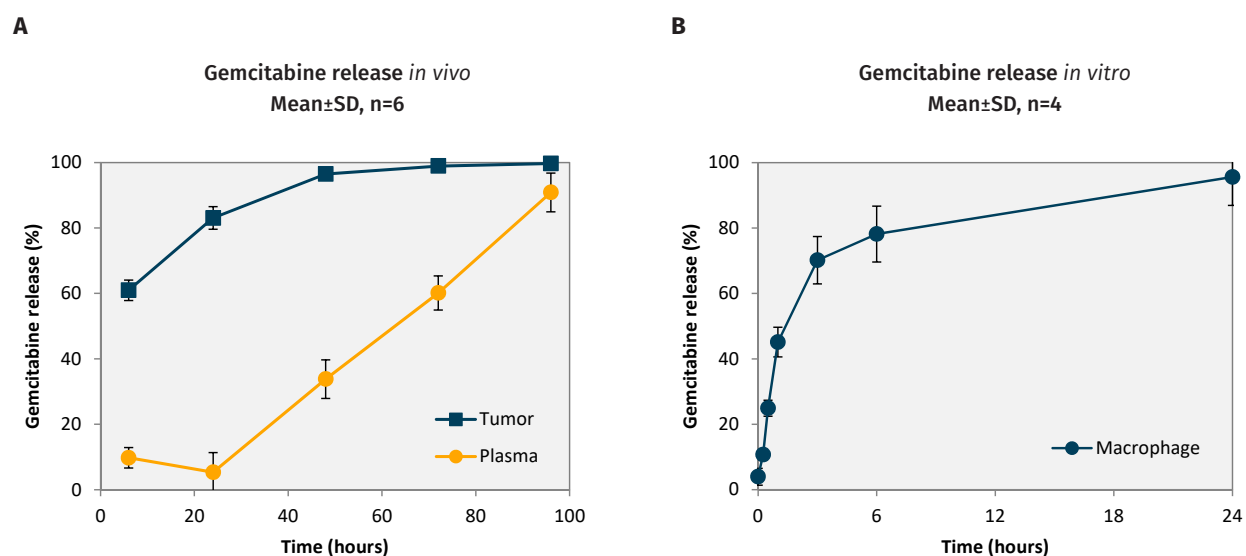 A
Gemcitabine release in vivo
Mean±SD, n=6
Gemcitabine release (%)
100
80
60
40
20
0
Tumor
Plasma
0 20 40 60 80 100
Time (hours)
B
Gemcitabine release in vitro
Mean±SD, n=4
Gemcitabine release (%)
100
80
60
40
20
0
Macrophage
0 6 12 18 24
Time (hours)